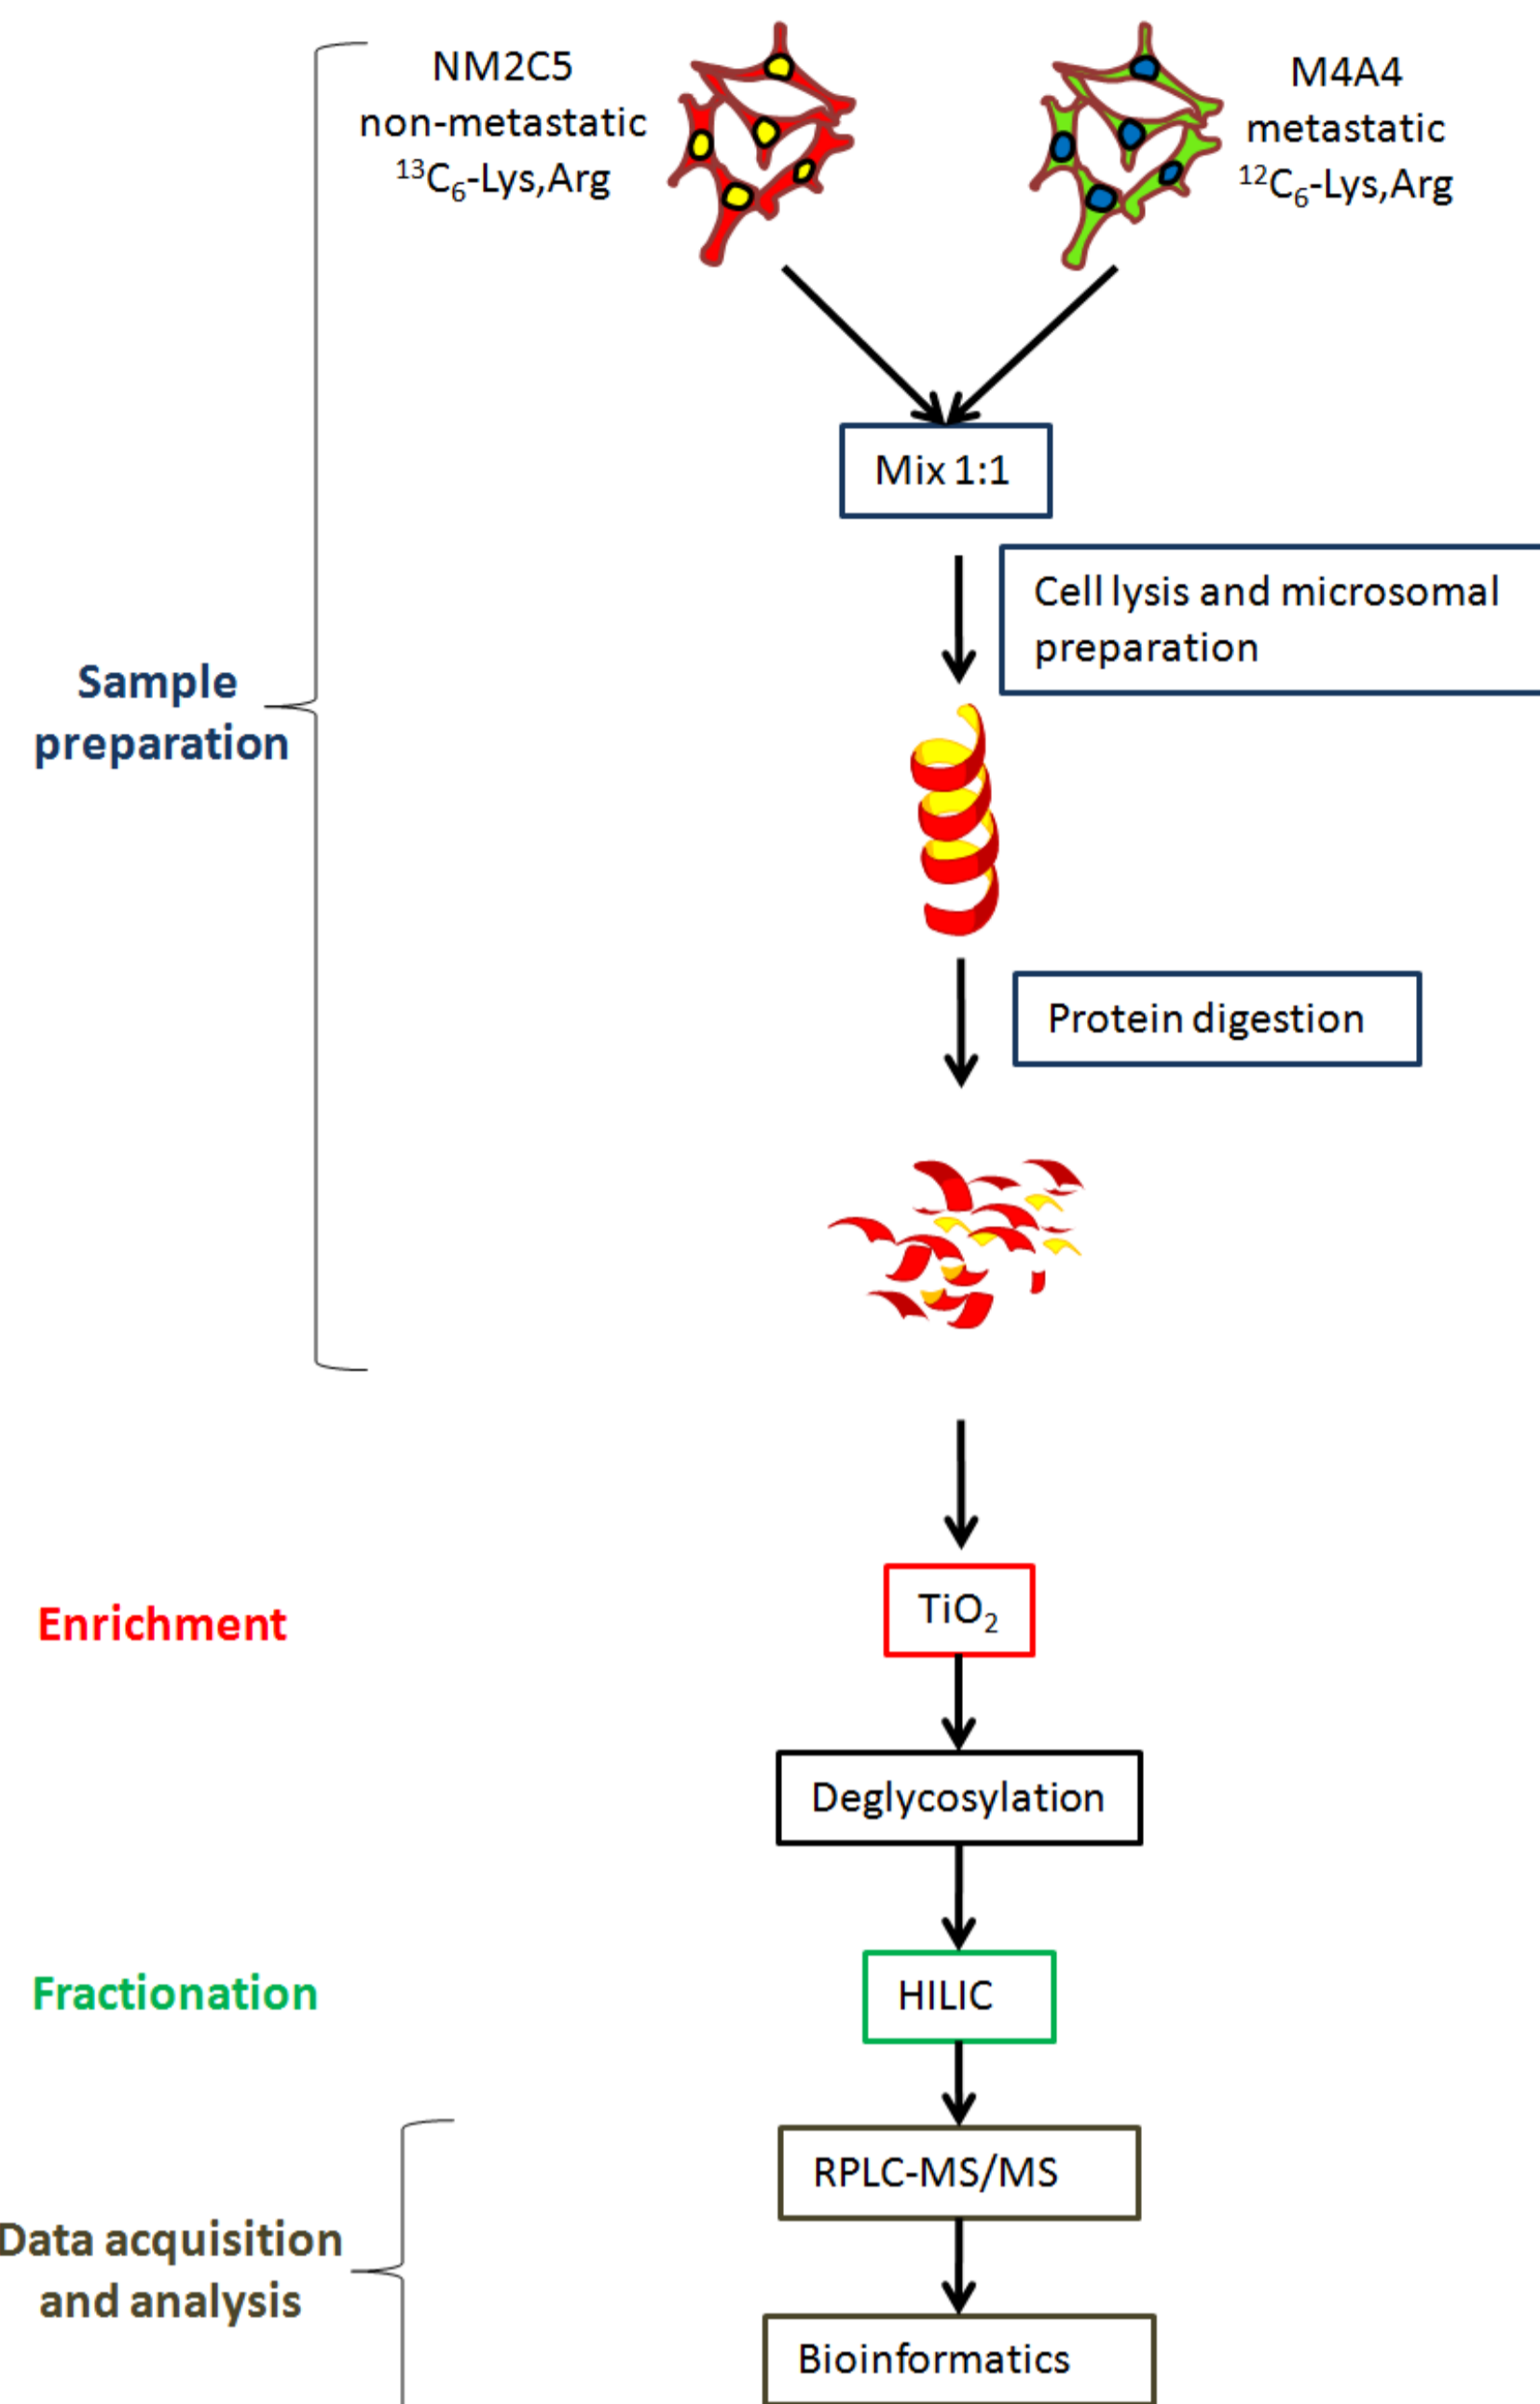 NM2C5
non-metastatic
¹³C₆-Lys,Arg
M4A4
metastatic
¹²C₆-Lys,Arg
Mix 1:1
Cell lysis and microsomal
preparation
Sample
preparation
Protein digestion
Enrichment
TiO₂
Deglycosylation
Fractionation
HILIC
RPLC-MS/MS
Data acquisition
and analysis
Bioinformatics